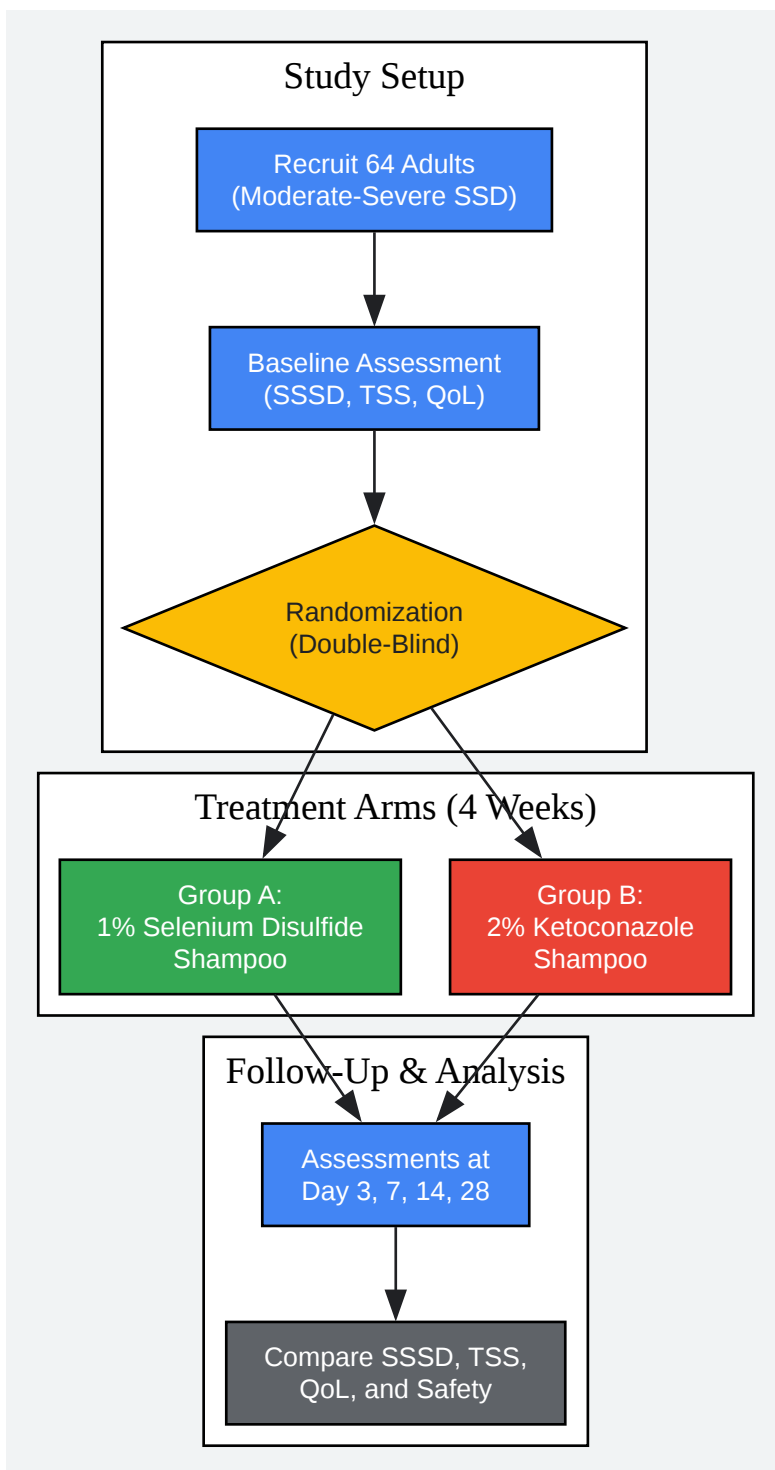 Study Setup
Recruit 64 Adults
(Moderate-Severe SSD)
Baseline Assessment
(SSSD, TSS, QoL)
Randomization
(Double-Blind)
Treatment Arms (4 Weeks)
Group A:
1% Selenium Disulfide
Shampoo
Group B:
2% Ketoconazole
Shampoo
Follow-Up & Analysis
Assessments at
Day 3, 7, 14, 28
Compare SSSD, TSS,
QoL, and Safety